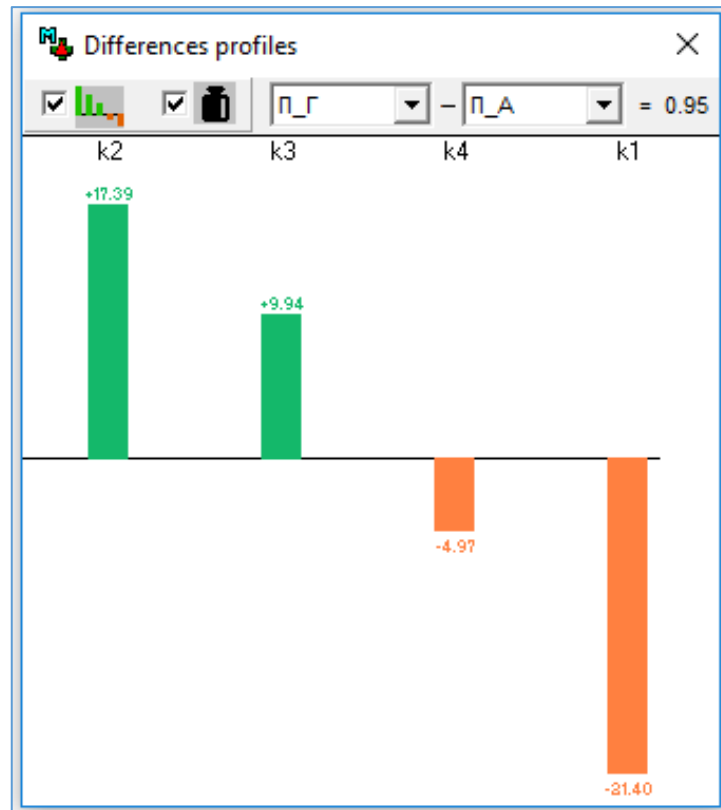 Differences profiles
П_Г – П_А = 0.95
k2 k3 k4 k1
+17.39
+9.94
-4.97
-21.40